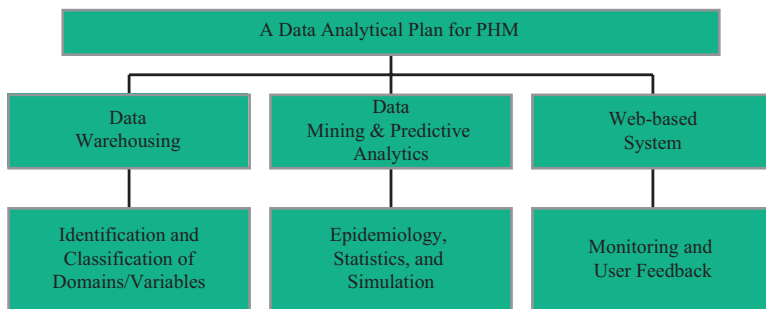 A Data Analytical Plan for PHM
Data
Warehousing
Data
Mining & Predictive
Analytics
Web-based
System
Identification and
Classification of
Domains/Variables
Epidemiology,
Statistics, and
Simulation
Monitoring and
User Feedback